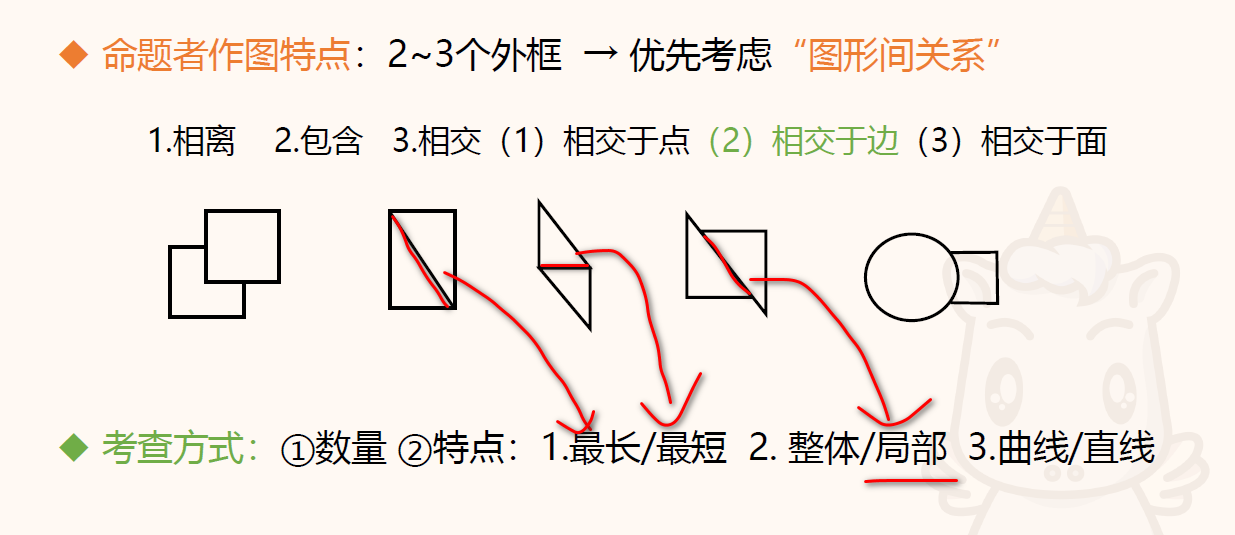 ◆ 命题者作图特点：2~3个外框 → 优先考虑“图形间关系”
1.相离 2.包含 3.相交（1）相交于点（2）相交于边（3）相交于面
◆ 考查方式：①数量 ②特点：1.最长/最短 2. 整体/局部 3.曲线/直线